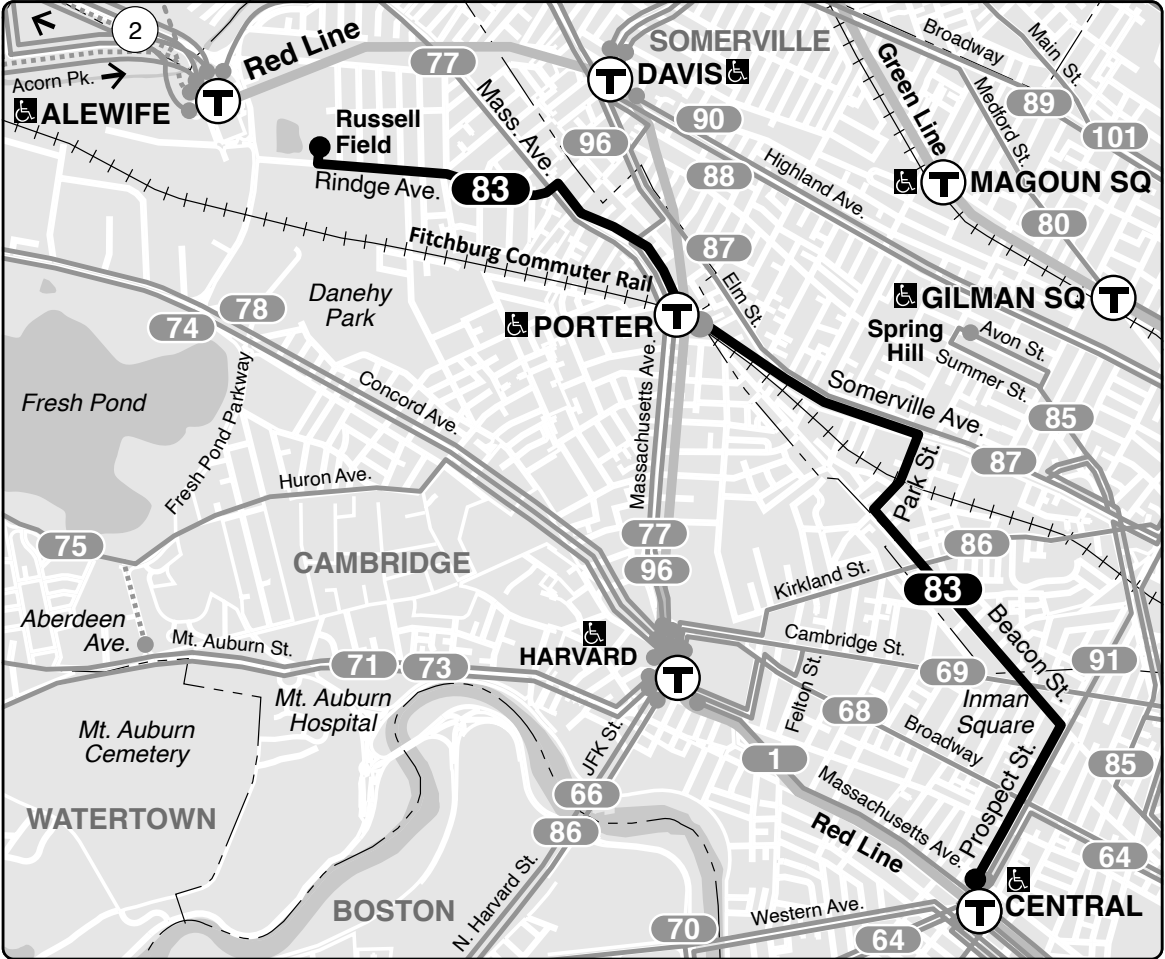 2
Red Line
77
SOMERVILLE
T
DAVIS
Broadway
Main St.
Green Line
Medford St.
89
101
Acorn Pk.
ALEWIFE
T
Russell
Field
Rindge Ave.
83
Mass. Ave.
96
90
88
Highland Ave.
T
MAGOUN SQ
80
Fitchburg Commuter Rail
87
Elm St.
GILMAN SQ
T
Spring
Hill
Avon St.
Summer St.
85
78
74
Danehy
Park
PORTER
T
Fresh Pond
Fresh Pond Parkway
Concord Ave.
Massachusetts Ave.
Somerville Ave.
87
Park St.
Huron Ave.
75
CAMBRIDGE
77
96
Kirkland St.
86
83
Beacon St.
Aberdeen
Ave.
Mt. Auburn St.
71
73
HARVARD
T
Cambridge St.
69
91
Mt. Auburn
Hospital
Mt. Auburn
Cemetery
Felton St.
68
Broadway
Inman
Square
JFK St.
1
Massachusetts Ave.
Prospect St.
85
WATERTOWN
66
86
Red Line
64
BOSTON
N. Harvard St.
70
Western Ave.
64
T
CENTRAL